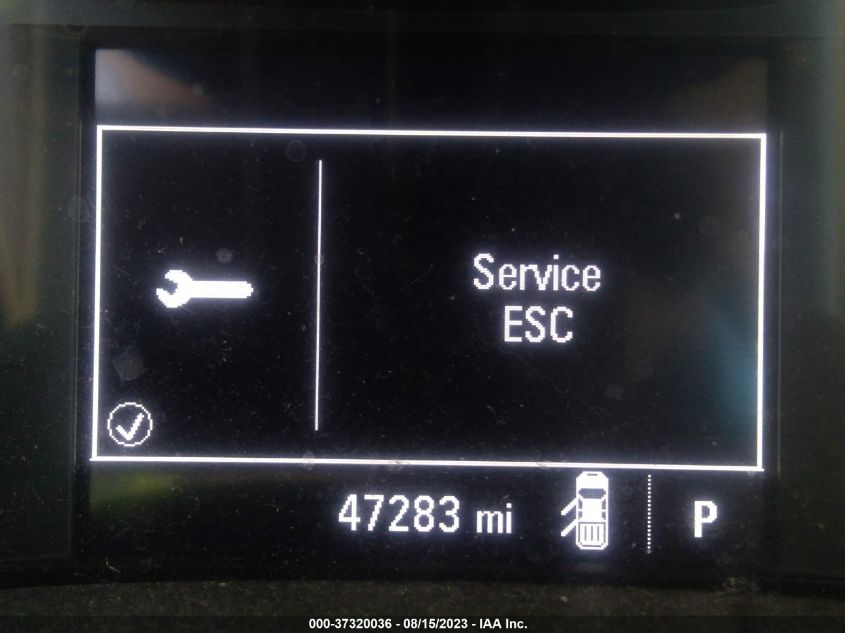 Service
ESC
47283 mi
P
000-37320036 - 08/15/2023 - IAA Inc.